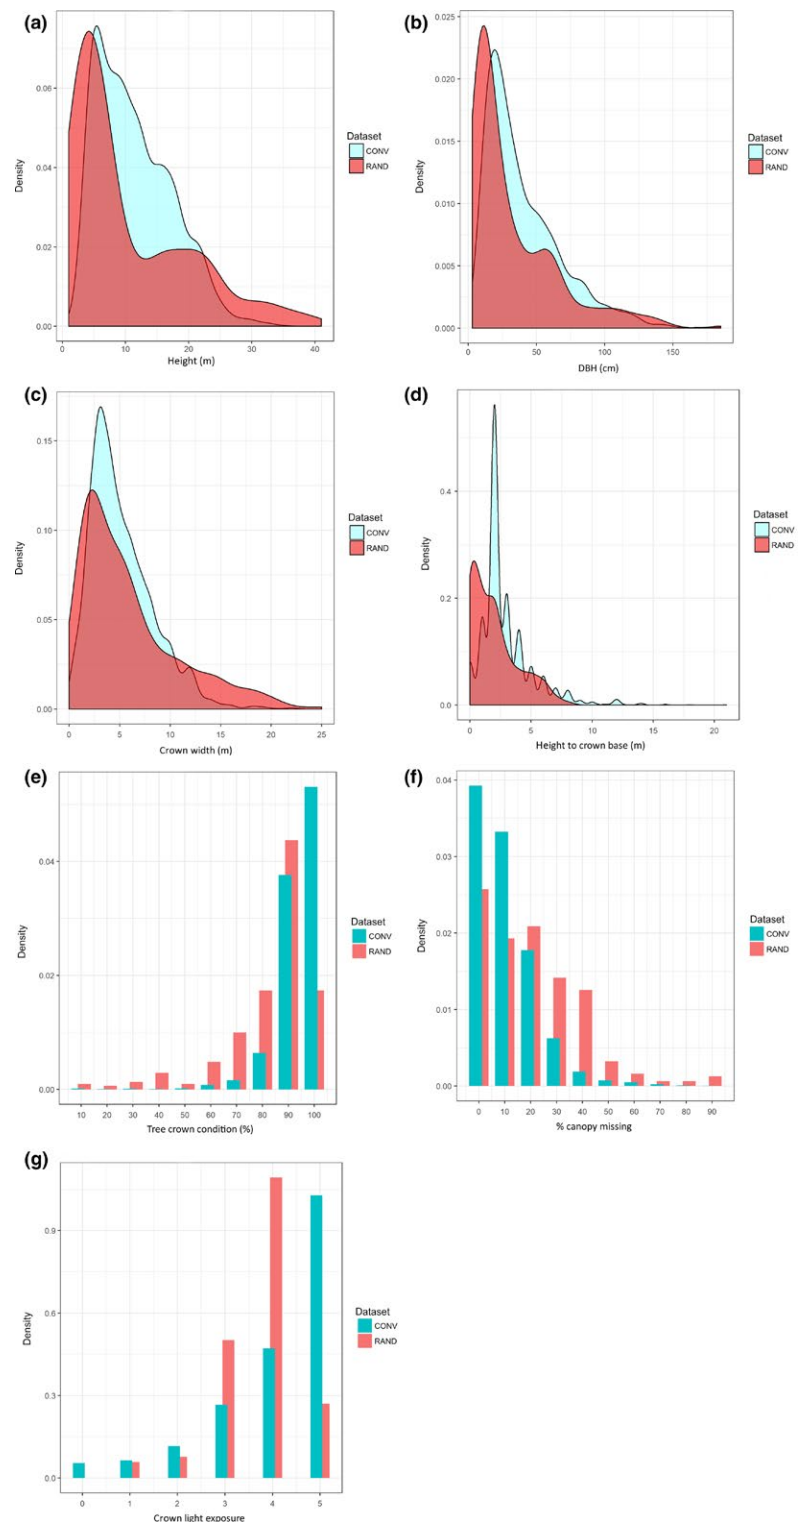 (a)
0.06
0.04
0.02
0.00
Density
0 10 20 30 40
Height (m)
Dataset
CONV
RAND
(b)
0.025
0.020
0.015
0.010
0.005
0.000
Density
0 50 100 150
DBH (cm)
Dataset
CONV
RAND
(c)
0.15
0.10
0.05
0.00
Density
0 5 10 15 20 25
Crown width (m)
Dataset
CONV
RAND
(d)
0.4
0.2
0.0
Density
0 5 10 15 20
Height to crown base (m)
Dataset
CONV
RAND
(e)
0.04
0.02
0.00
Density
10 20 30 40 50 60 70 80 90 100
Tree crown condition (%)
Dataset
CONV
RAND
(f)
0.04
0.03
0.02
0.01
0.00
Density
0 10 20 30 40 50 60 70 80 90
% canopy missing
Dataset
CONV
RAND
(g)
0.9
0.6
0.3
0.0
Density
0 1 2 3 4 5
Crown light exposure
Dataset
CONV
RAND